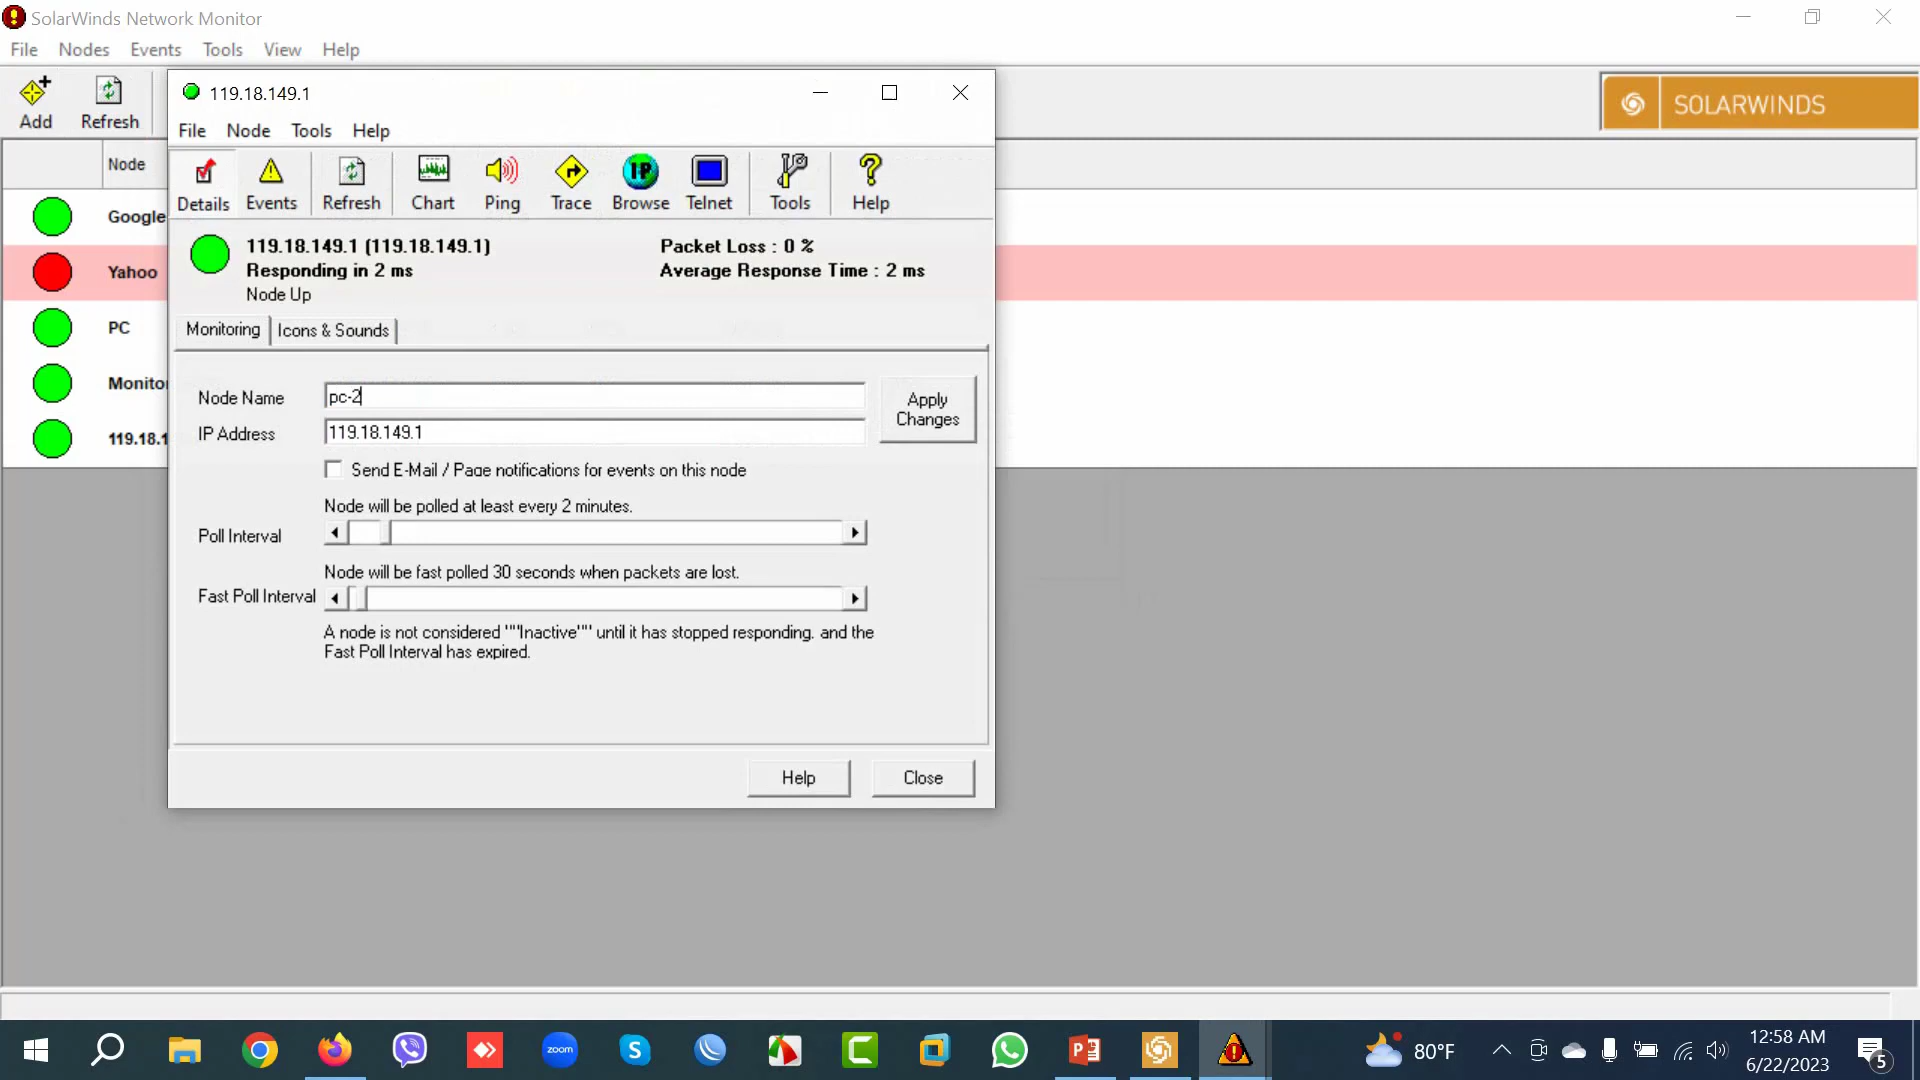 SolarWinds Network Monitor
File Nodes Events Tools View Help
Add Refresh
SOLARWINDS
Node
Google
Yahoo
PC
Monitor
119.18.1
119.18.149.1
File Node Tools Help
Details Events Refresh Chart Ping Trace Browse Telnet Tools Help
119.18.149.1 (119.18.149.1)
Responding in 2 ms
Node Up
Packet Loss : 0 %
Average Response Time : 2 ms
Monitoring Icons & Sounds
Node Name pc-2
IP Address 119.18.149.1
Apply
Changes
Send E-Mail / Page notifications for events on this node
Node will be polled at least every 2 minutes.
Poll Interval
Node will be fast polled 30 seconds when packets are lost.
Fast Poll Interval
A node is not considered ""Inactive"" until it has stopped responding. and the
Fast Poll Interval has expired.
Help Close
zoom
80°F
12:58 AM
6/22/2023
5